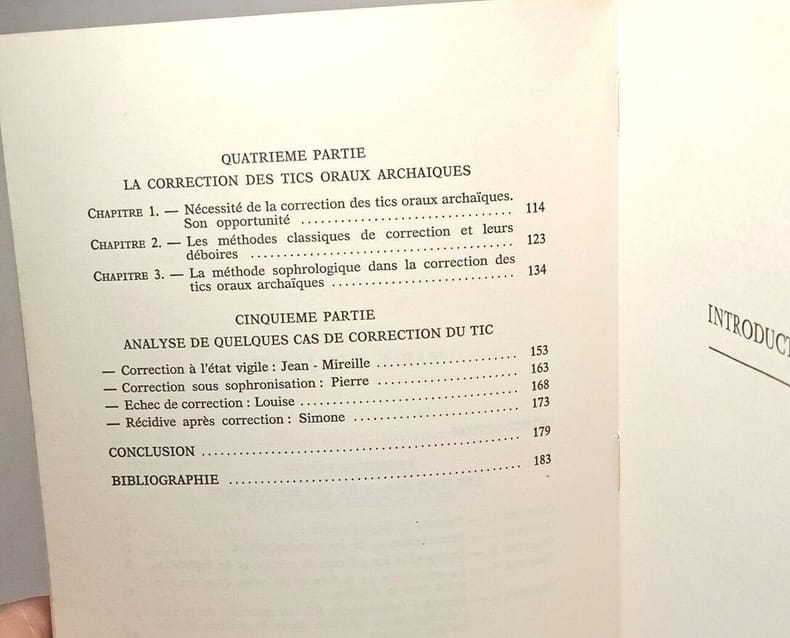 QUATRIEME PARTIE
LA CORRECTION DES TICS ORAUX ARCHAIQUES
CHAPITRE 1. — Nécessité de la correction des tics oraux archaïques.
Son opportunité .............................. 114
CHAPITRE 2. — Les méthodes classiques de correction et leurs
déboires .................................... 123
CHAPITRE 3. — La méthode sophrologique dans la correction des
tics oraux archaïques .......................... 134
CINQUIEME PARTIE
ANALYSE DE QUELQUES CAS DE CORRECTION DU TIC
— Correction à l'état vigile : Jean - Mireille .................... 153
— Correction sous sophronisation : Pierre .................... 163
— Echec de correction : Louise ................................ 168
— Récidive après correction : Simone ........................ 173
CONCLUSION .............................................. 179
BIBLIOGRAPHIE .......................................... 183
INTRODUCT